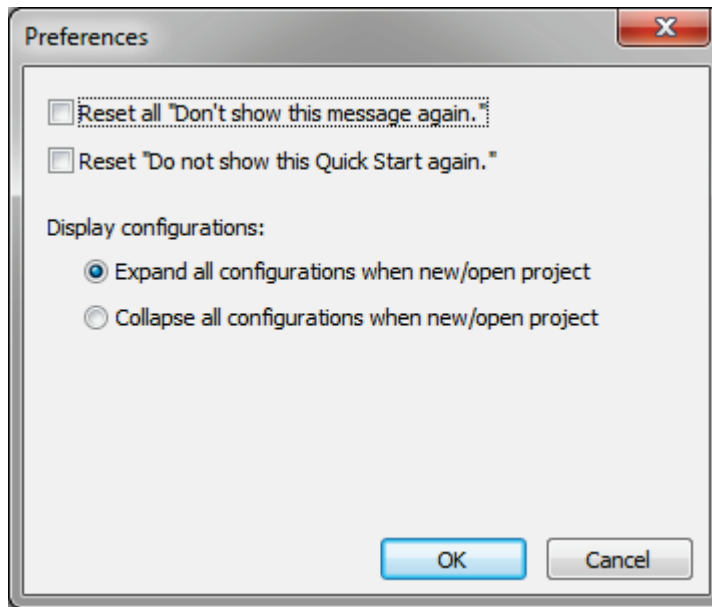 Preferences
Reset all "Don't show this message again."
Reset "Do not show this Quick Start again."
Display configurations:
Expand all configurations when new/open project
Collapse all configurations when new/open project
OK
Cancel